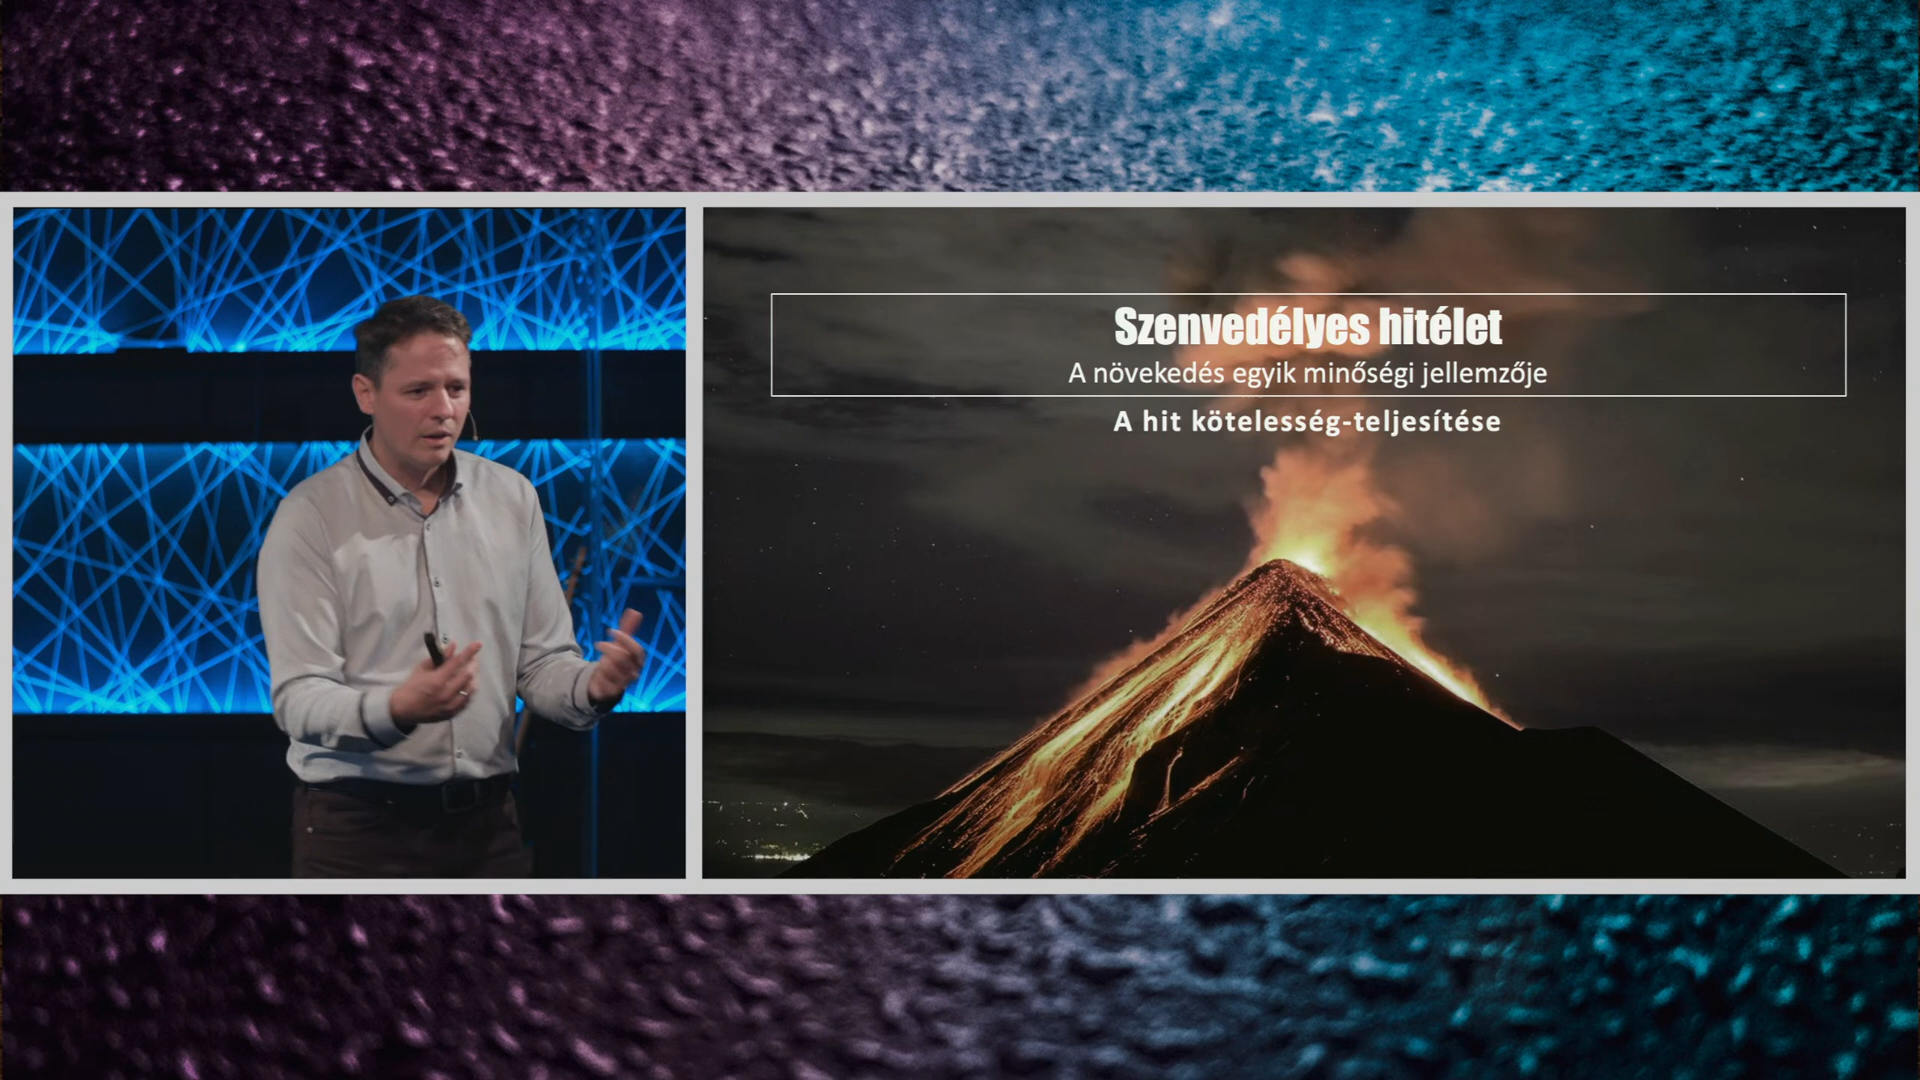 Szenvedélyes hitélet
A növekedés egyik minőségi jellemzője
A hit kötelesség-teljesítése